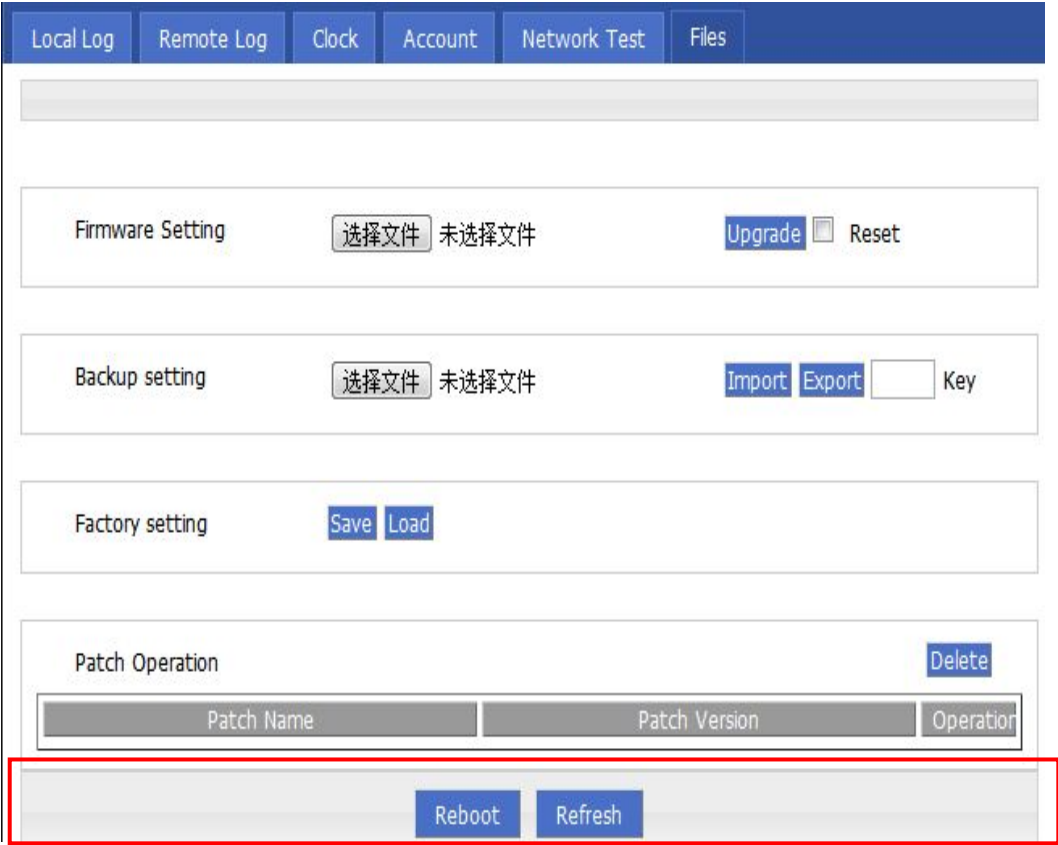 Local Log Remote Log Clock Account Network Test Files
Firmware Setting 选择文件 未选择文件 Upgrade Reset
Backup setting 选择文件 未选择文件 Import Export Key
Factory setting Save Load
Patch Operation Delete
Patch Name Patch Version Operation
Reboot Refresh